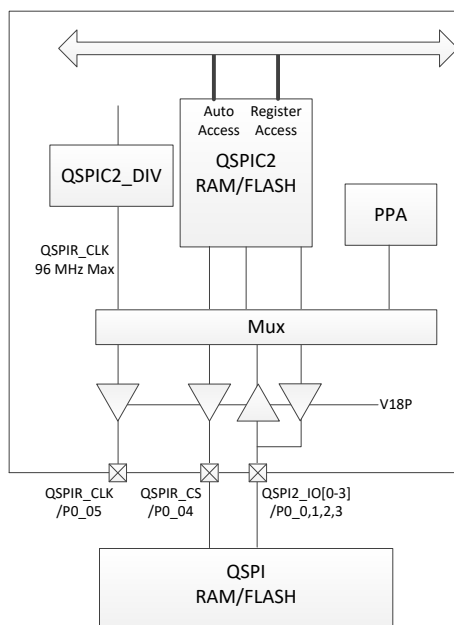 Auto
Access
Register
Access
QSPIC2
RAM/FLASH
QSPIC2_DIV
PPA
QSPIR_CLK
96 MHz Max
Mux
V18P
QSPIR_CLK
/P0_05
QSPIR_CS
/P0_04
QSPI2_IO[0-3]
/P0_0,1,2,3
QSPI
RAM/FLASH